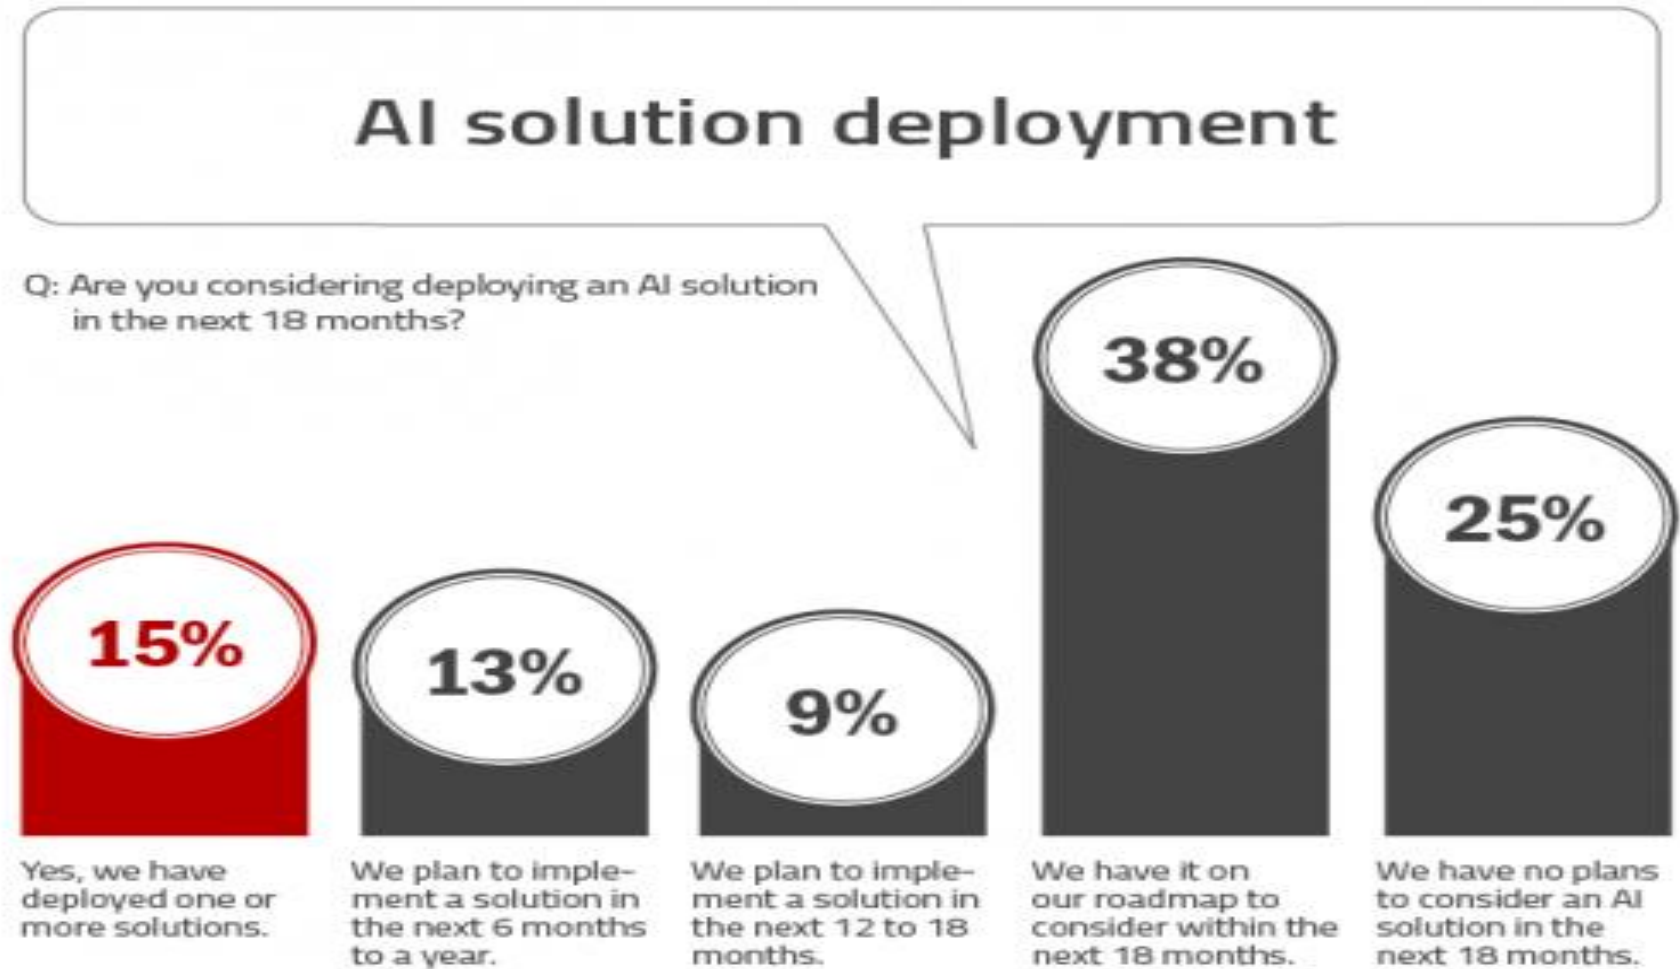 AI solution deployment
Q: Are you considering deploying an AI solution
in the next 18 months?
15%
13%
9%
38%
25%
Yes, we have
deployed one or
more solutions.
We plan to imple-
ment a solution in
the next 6 months
to a year.
We plan to imple-
ment a solution in
the next 12 to 18
months.
We have it on
our roadmap to
consider within the
next 18 months.
We have no plans
to consider an AI
solution in the
next 18 months.